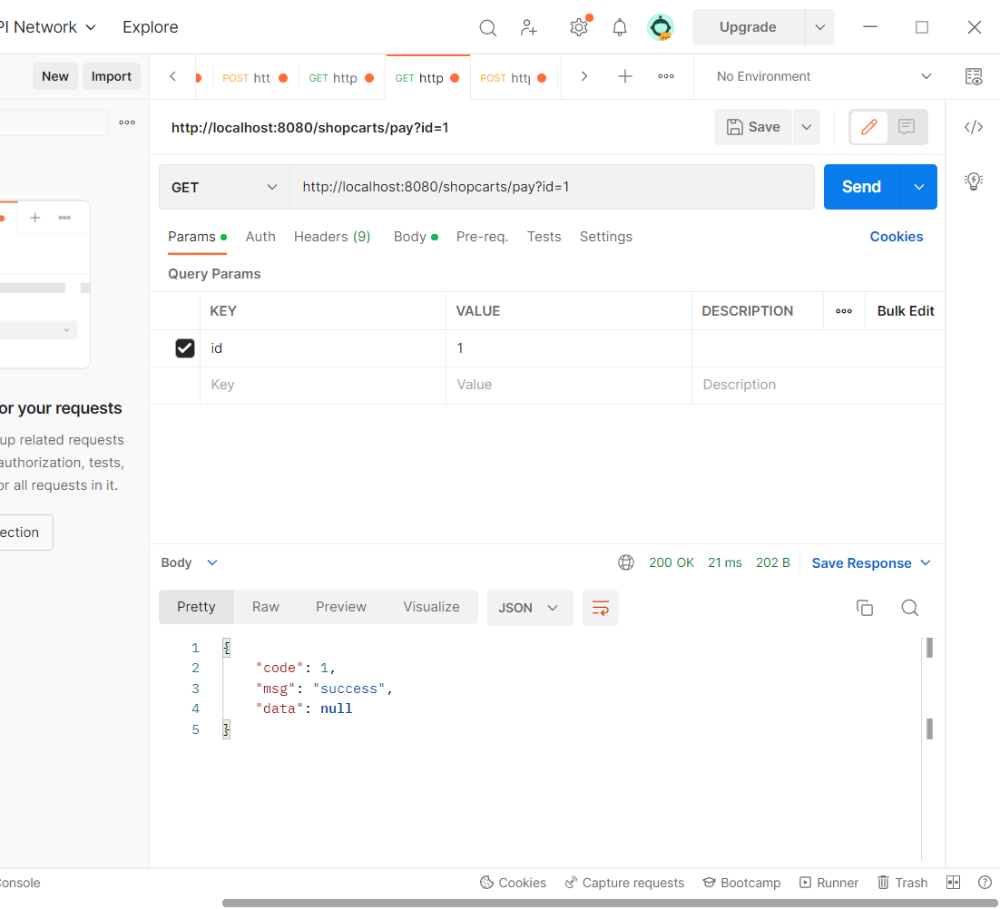 PI Network Explore Upgrade
New Import POST htt GET http GET http POST htt No Environment
http://localhost:8080/shopcarts/pay?id=1 Save
GET http://localhost:8080/shopcarts/pay?id=1 Send
Params Auth Headers (9) Body Pre-req. Tests Settings Cookies
Query Params
KEY VALUE DESCRIPTION Bulk Edit
id 1
Key Value Description
or your requests
up related requests
authorization, tests,
or all requests in it.
ection
Body 200 OK 21 ms 202 B Save Response
Pretty Raw Preview Visualize JSON
1 {
2 "code": 1,
3 "msg": "success",
4 "data": null
5 }
onsole Cookies Capture requests Bootcamp Runner Trash